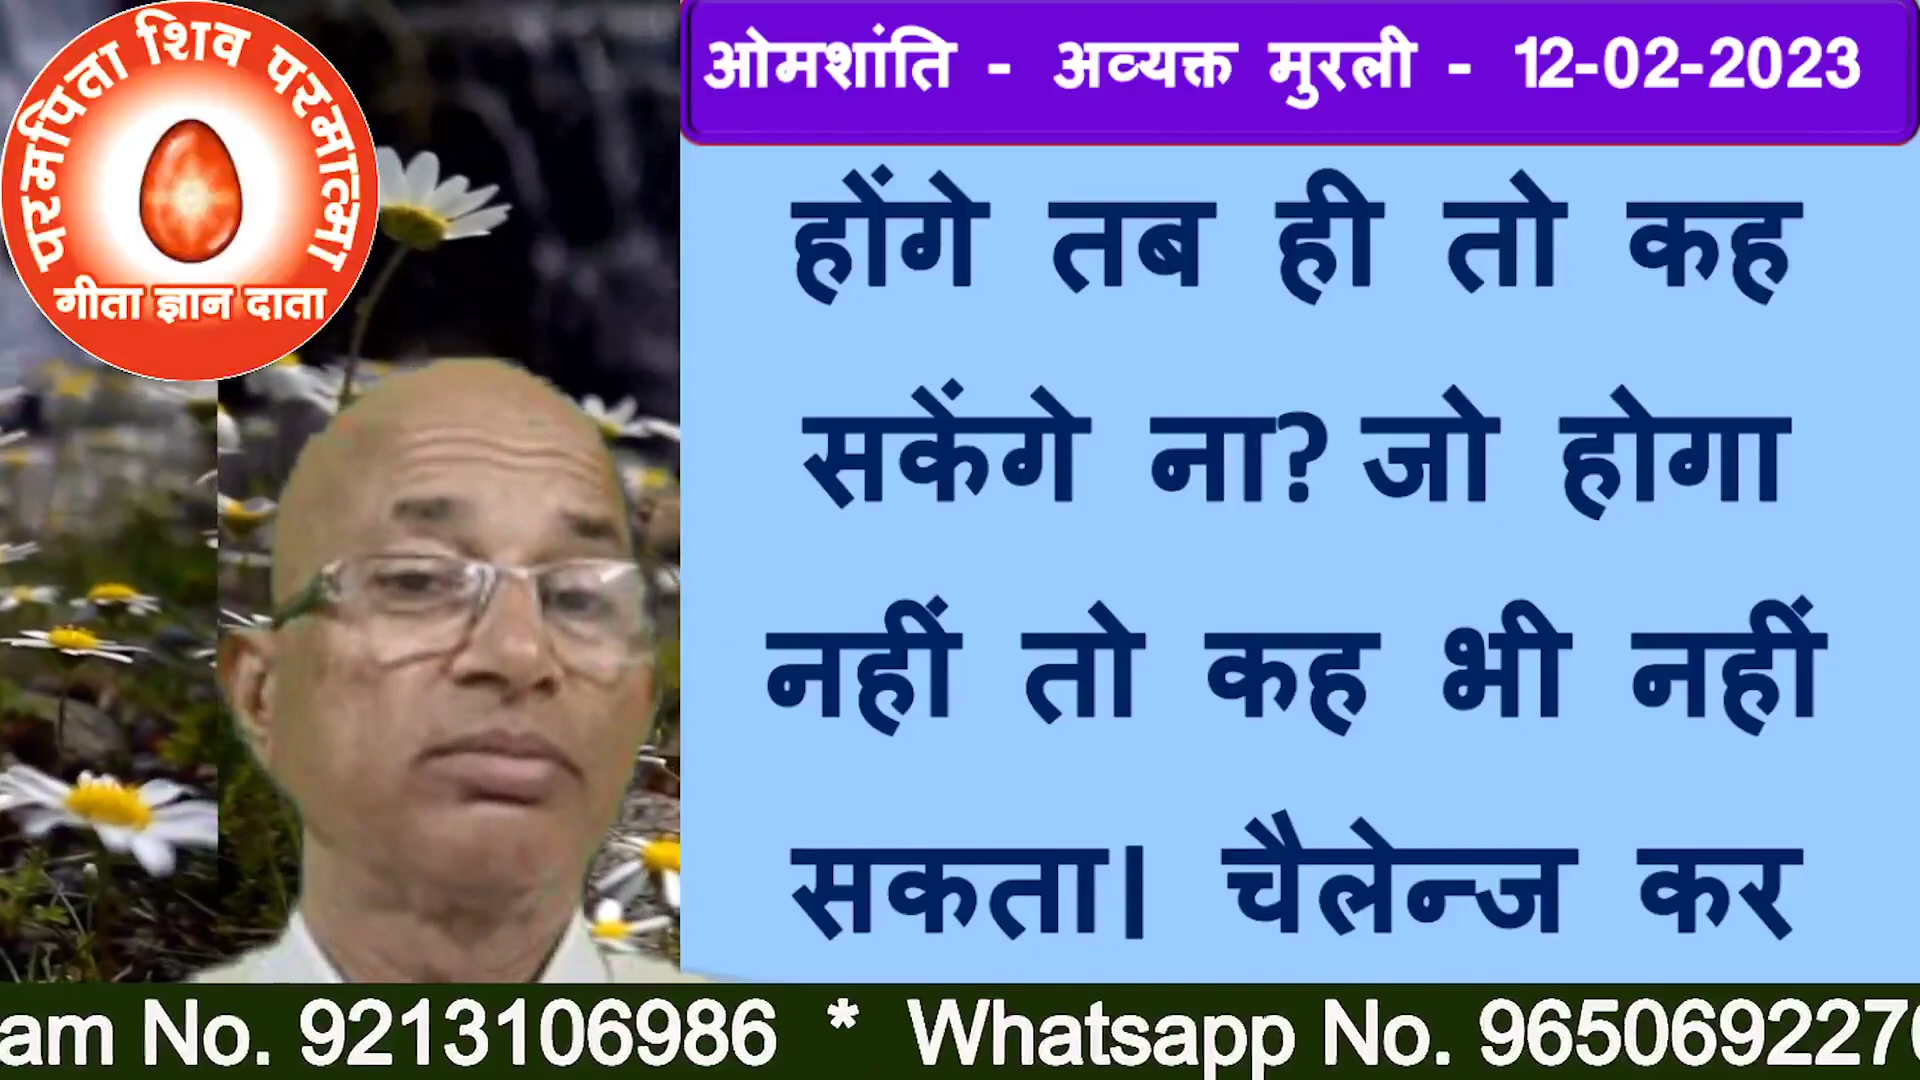 परमपिता शिव परमात्मा
गीता ज्ञान दाता
ओमशांति - अव्यक्त मुरली - 12-02-2023
होंगे तब ही तो कह
सकेंगे ना? जो होगा
नहीं तो कह भी नहीं
सकता। चैलेन्ज कर
am No. 9213106986 * Whatsapp No. 9650692270